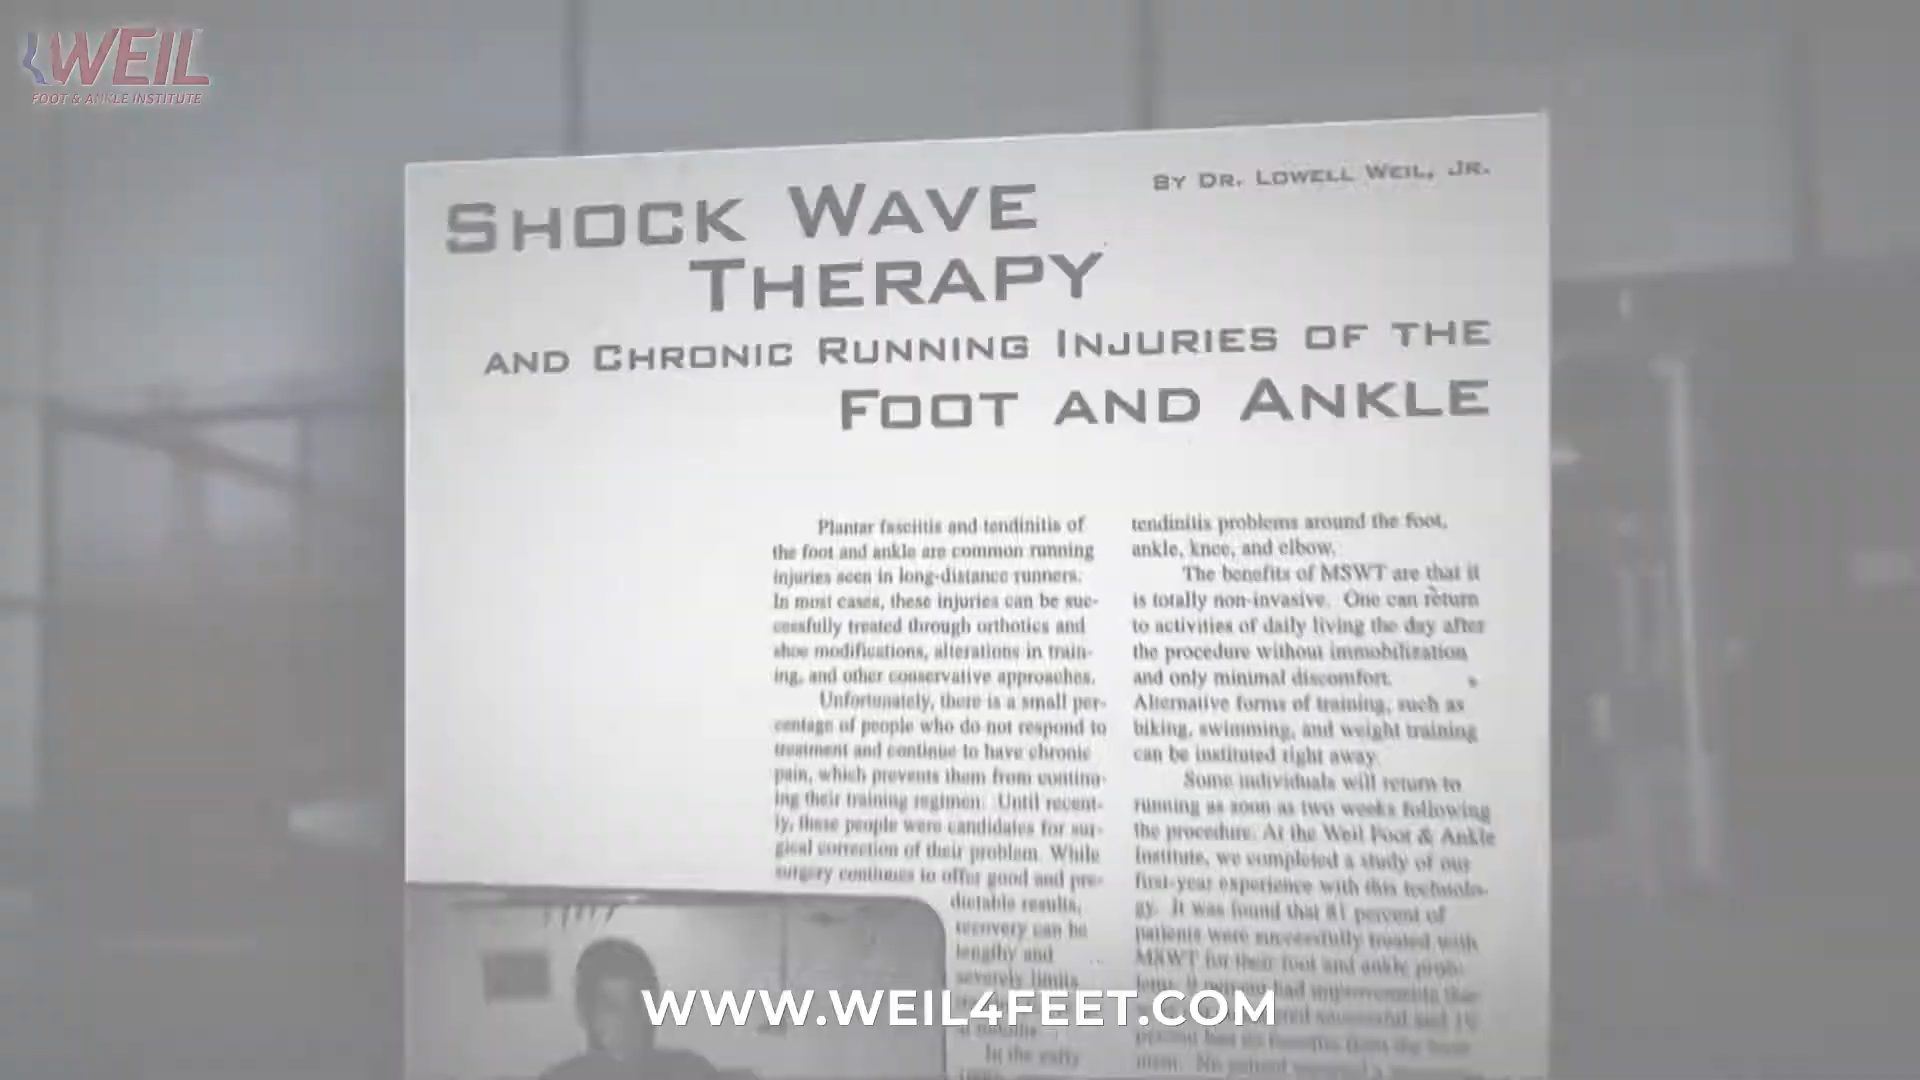 WEIL
FOOT & ANKLE INSTITUTE
SHOCK WAVE
THERAPY
BY DR. LOWELL WEIL, JR.
AND CHRONIC RUNNING INJURIES OF THE
FOOT AND ANKLE
Plantar fasciitis and tendinitis of
the foot and ankle are common running
injuries seen in long-distance runners.
In most cases, these injuries can be suc-
cessfully treated through orthotics and
shoe modifications, alterations in train-
ing, and other conservative approaches.
Unfortunately, there is a small per-
centage of people who do not respond to
treatment and continue to have chronic
pain, which prevents them from continu-
ing their training regimen. Until recent-
ly, these people were candidates for sur-
gical correction of their problem. While
surgery continues to offer good and pre-
dictable results,
recovery can be
lengthy and
severely limits
In the early
tendinitis problems around the foot,
ankle, knee, and elbow.
The benefits of MSWT are that it
is totally non-invasive. One can return
to activities of daily living the day after
the procedure without immobilization
and only minimal discomfort.
Alternative forms of training, such as
biking, swimming, and weight training
can be instituted right away.
Some individuals will return to
running as soon as two weeks following
the procedure. At the Weil Foot & Ankle
Institute, we completed a study of our
first-year experience with this technolo-
gy. It was found that 81 percent of
patients were successfully treated with
MSWT for their foot and ankle prob-
WWW.WEIL4FEET.COM